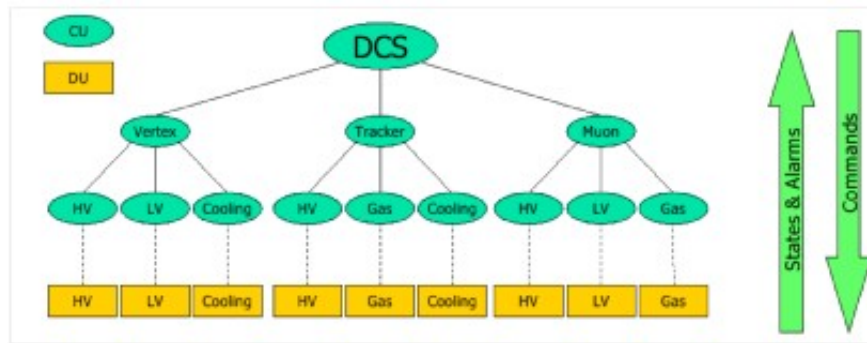 CU
DCS
DU
Vertex Tracker Muon
HV LV Cooling HV Gas Cooling HV LV Gas
HV LV Cooling HV Gas Cooling HV LV Gas
States & Alarms
Commands